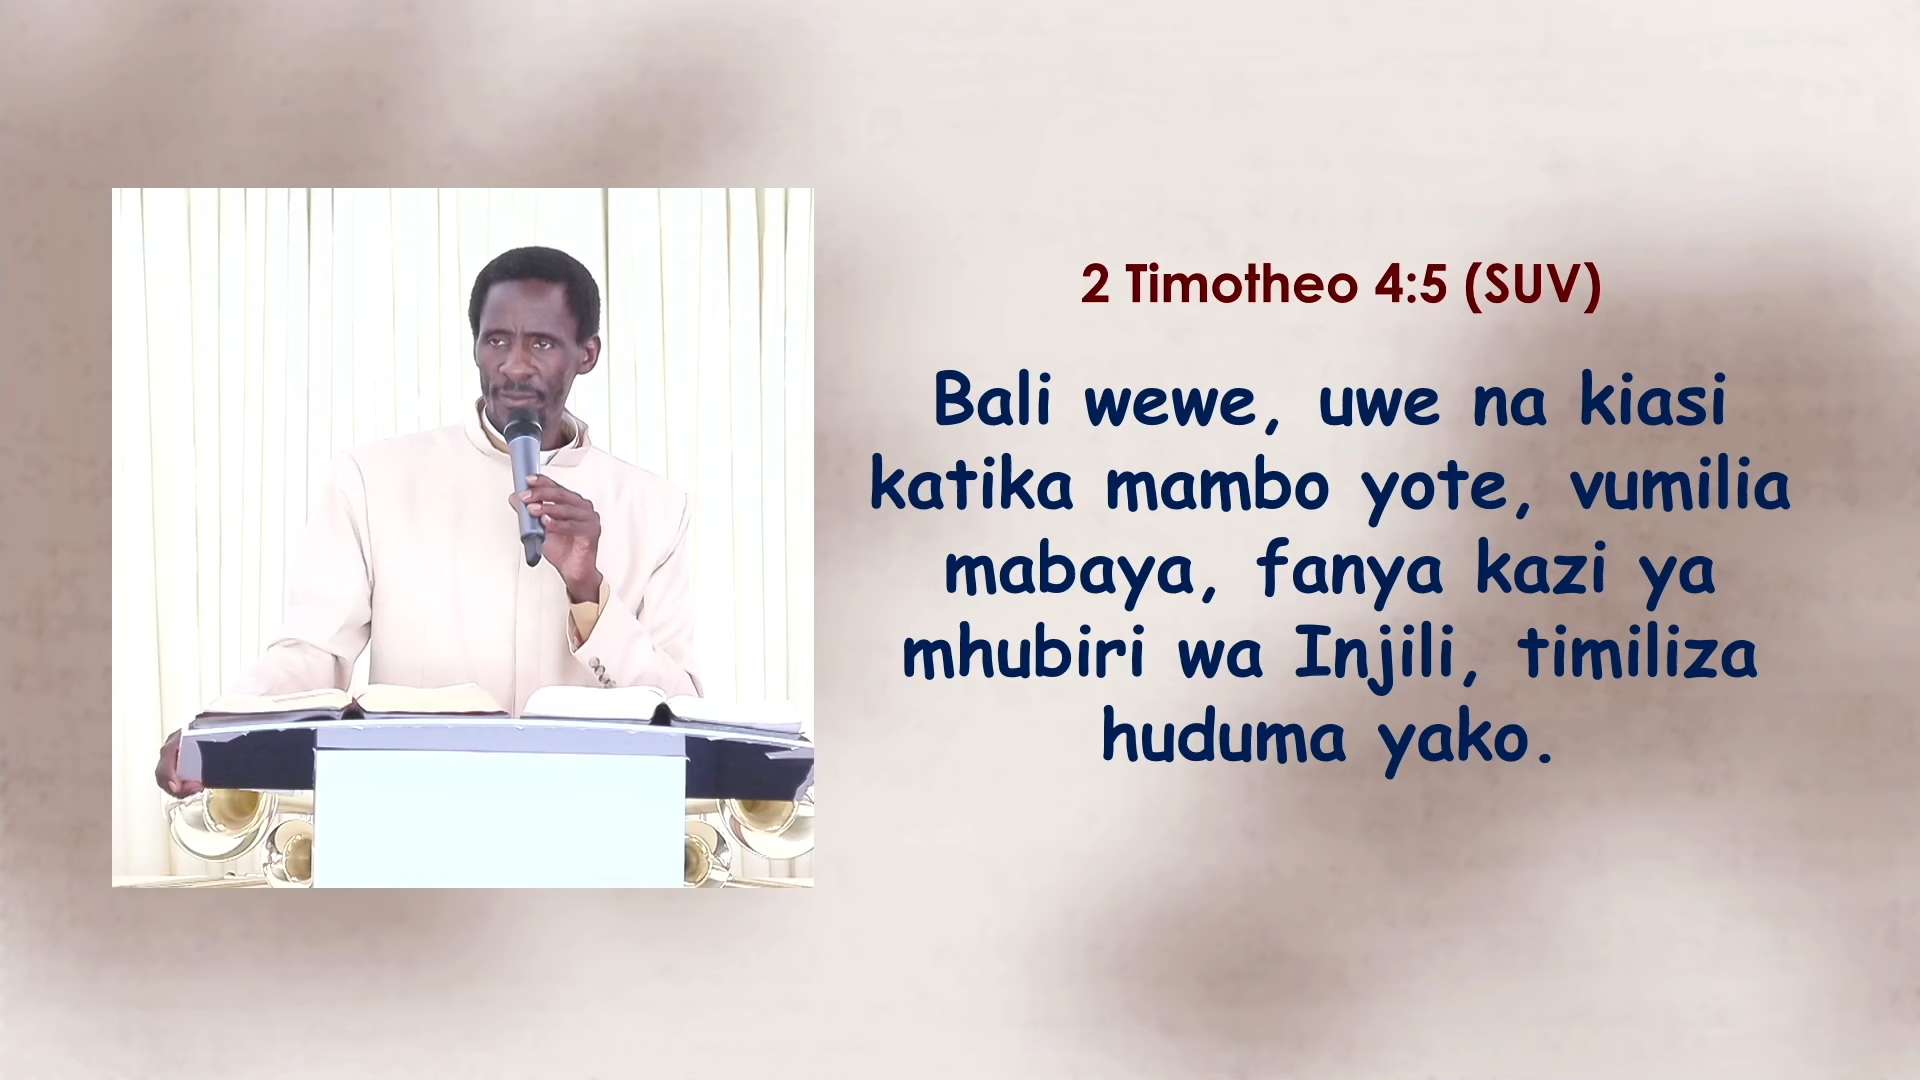 2 Timotheo 4:5 (SUV)
Bali wewe, uwe na kiasi
katika mambo yote, vumilia
mabaya, fanya kazi ya
mhubiri wa Injili, timiliza
huduma yako.